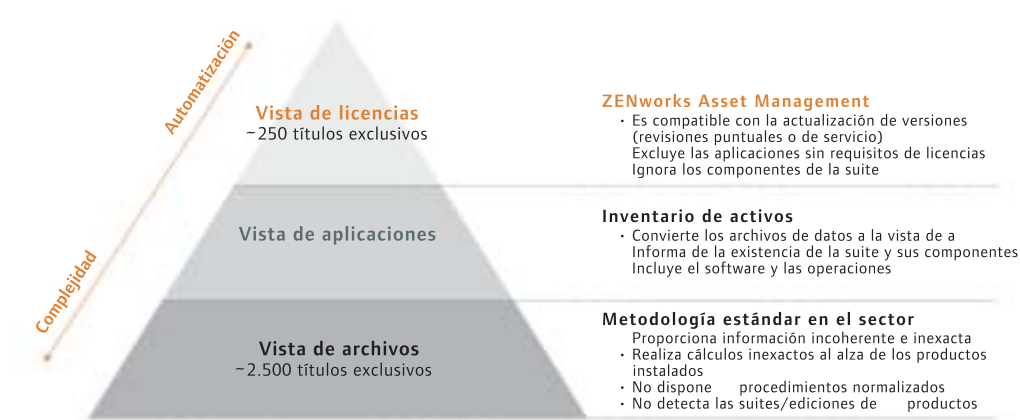 Automatización
Complejidad
Vista de licencias
~250 títulos exclusivos
ZENworks Asset Management
• Es compatible con la actualización de versiones
(revisiones puntuales o de servicio)
Excluye las aplicaciones sin requisitos de licencias
Ignora los componentes de la suite
Vista de aplicaciones
Inventario de activos
• Convierte los archivos de datos a la vista de a
Informa de la existencia de la suite y sus componentes
Incluye el software y las operaciones
Vista de archivos
~2.500 títulos exclusivos
Metodología estándar en el sector
Proporciona información incoherente e inexacta
• Realiza cálculos inexactos al alza de los productos
instalados
• No dispone procedimientos normalizados
• No detecta las suites/ediciones de productos